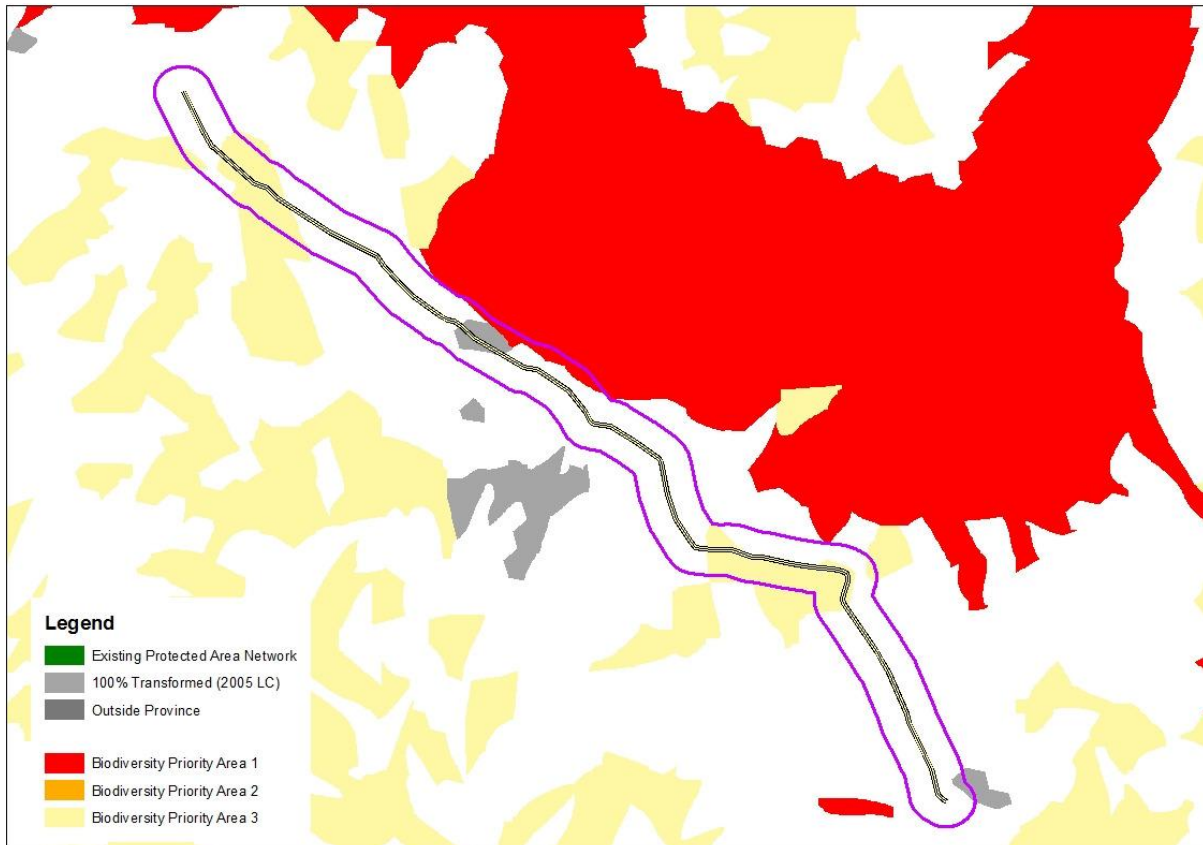 Legend
Existing Protected Area Network
100% Transformed (2005 LC)
Outside Province
Biodiversity Priority Area 1
Biodiversity Priority Area 2
Biodiversity Priority Area 3